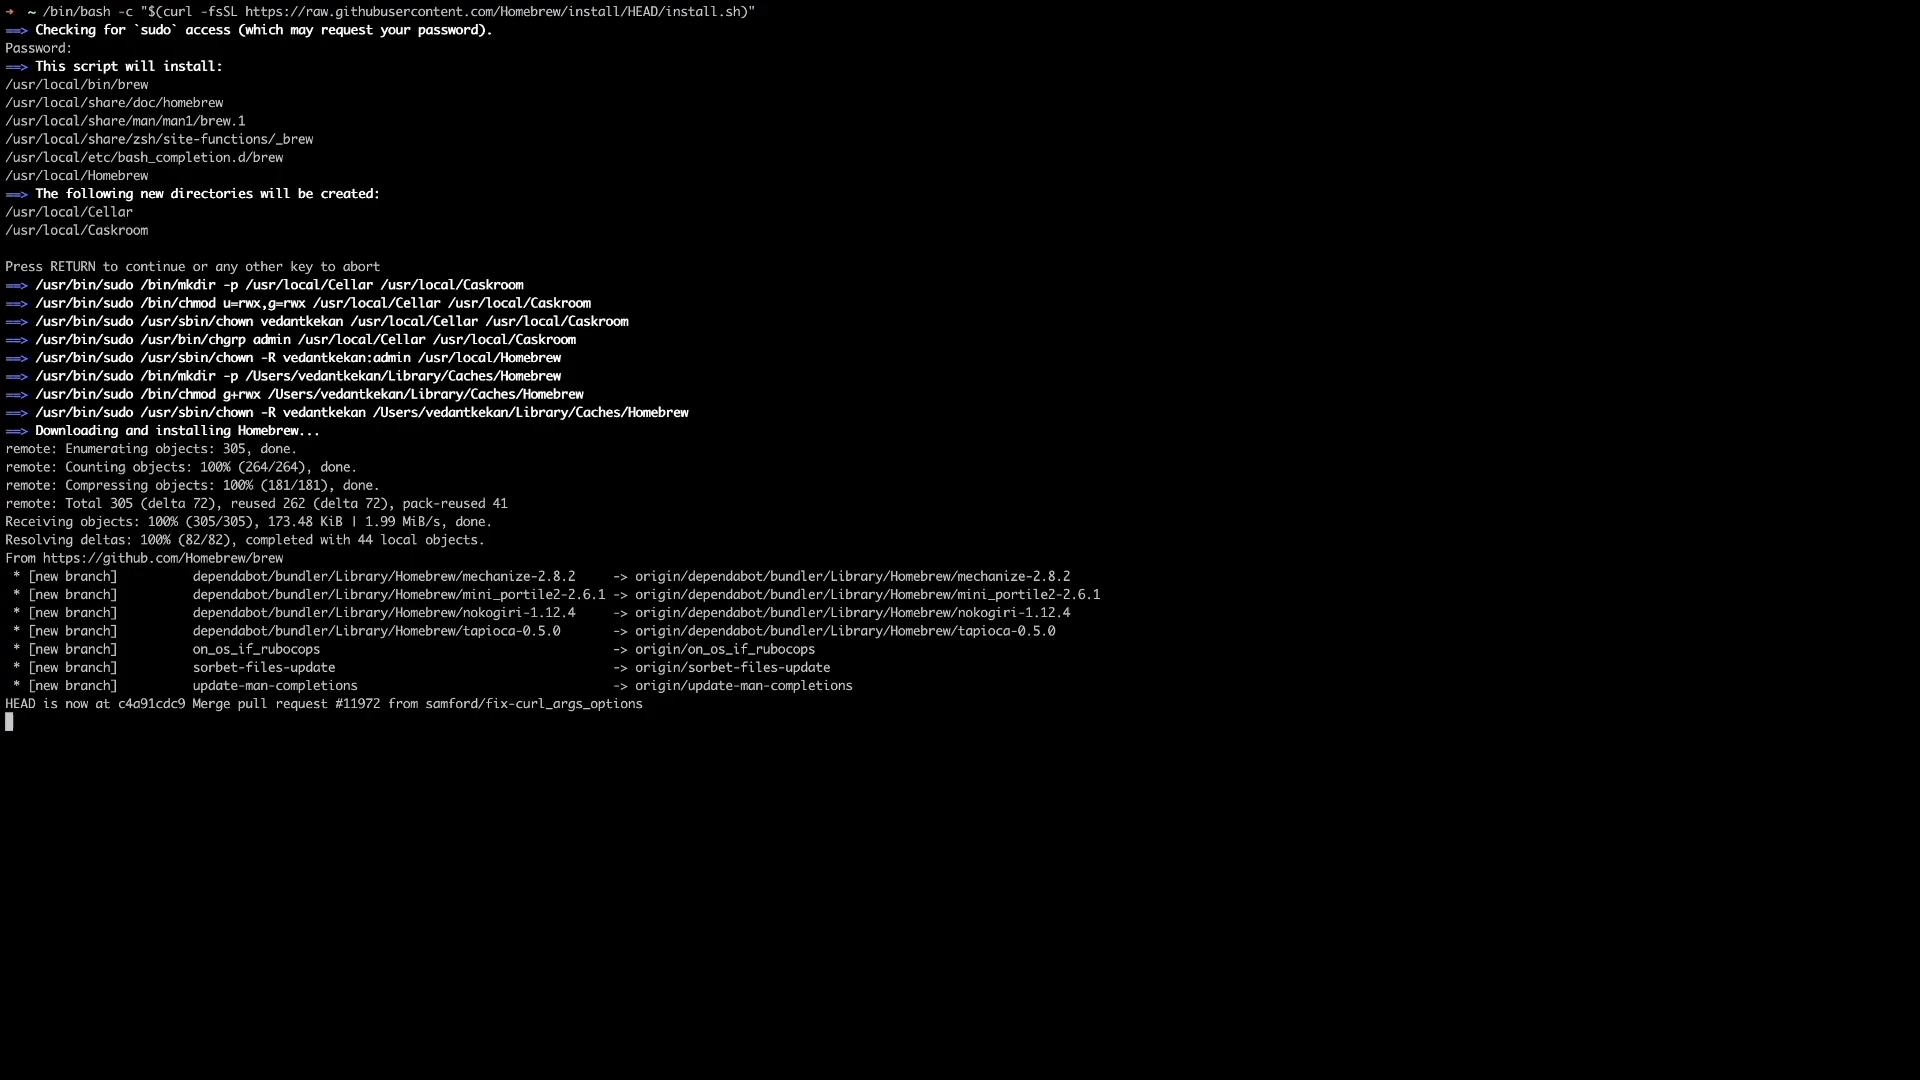 ➜  ~ /bin/bash -c "$(curl -fsSL https://raw.githubusercontent.com/Homebrew/install/HEAD/install.sh)"
==> Checking for `sudo` access (which may request your password).
Password:
==> This script will install:
/usr/local/bin/brew
/usr/local/share/doc/homebrew
/usr/local/share/man/man1/brew.1
/usr/local/share/zsh/site-functions/_brew
/usr/local/etc/bash_completion.d/brew
/usr/local/Homebrew
==> The following new directories will be created:
/usr/local/Cellar
/usr/local/Caskroom

Press RETURN to continue or any other key to abort
==> /usr/bin/sudo /bin/mkdir -p /usr/local/Cellar /usr/local/Caskroom
==> /usr/bin/sudo /bin/chmod u=rwx,g=rwx /usr/local/Cellar /usr/local/Caskroom
==> /usr/bin/sudo /usr/sbin/chown vedantkekan /usr/local/Cellar /usr/local/Caskroom
==> /usr/bin/sudo /usr/bin/chgrp admin /usr/local/Cellar /usr/local/Caskroom
==> /usr/bin/sudo /usr/sbin/chown -R vedantkekan:admin /usr/local/Homebrew
==> /usr/bin/sudo /bin/mkdir -p /Users/vedantkekan/Library/Caches/Homebrew
==> /usr/bin/sudo /bin/chmod g+rwx /Users/vedantkekan/Library/Caches/Homebrew
==> /usr/bin/sudo /usr/sbin/chown -R vedantkekan /Users/vedantkekan/Library/Caches/Homebrew
==> Downloading and installing Homebrew...
remote: Enumerating objects: 305, done.
remote: Counting objects: 100% (264/264), done.
remote: Compressing objects: 100% (181/181), done.
remote: Total 305 (delta 72), reused 262 (delta 72), pack-reused 41
Receiving objects: 100% (305/305), 173.48 KiB | 1.99 MiB/s, done.
Resolving deltas: 100% (82/82), completed with 44 local objects.
From https://github.com/Homebrew/brew
 * [new branch]          dependabot/bundler/Library/Homebrew/mechanize-2.8.2     -> origin/dependabot/bundler/Library/Homebrew/mechanize-2.8.2
 * [new branch]          dependabot/bundler/Library/Homebrew/mini_portile2-2.6.1 -> origin/dependabot/bundler/Library/Homebrew/mini_portile2-2.6.1
 * [new branch]          dependabot/bundler/Library/Homebrew/nokogiri-1.12.4     -> origin/dependabot/bundler/Library/Homebrew/nokogiri-1.12.4
 * [new branch]          dependabot/bundler/Library/Homebrew/tapioca-0.5.0       -> origin/dependabot/bundler/Library/Homebrew/tapioca-0.5.0
 * [new branch]          on_os_if_rubocops                                       -> origin/on_os_if_rubocops
 * [new branch]          sorbet-files-update                                     -> origin/sorbet-files-update
 * [new branch]          update-man-completions                                  -> origin/update-man-completions
HEAD is now at c4a91cdc9 Merge pull request #11972 from samford/fix-curl_args_options